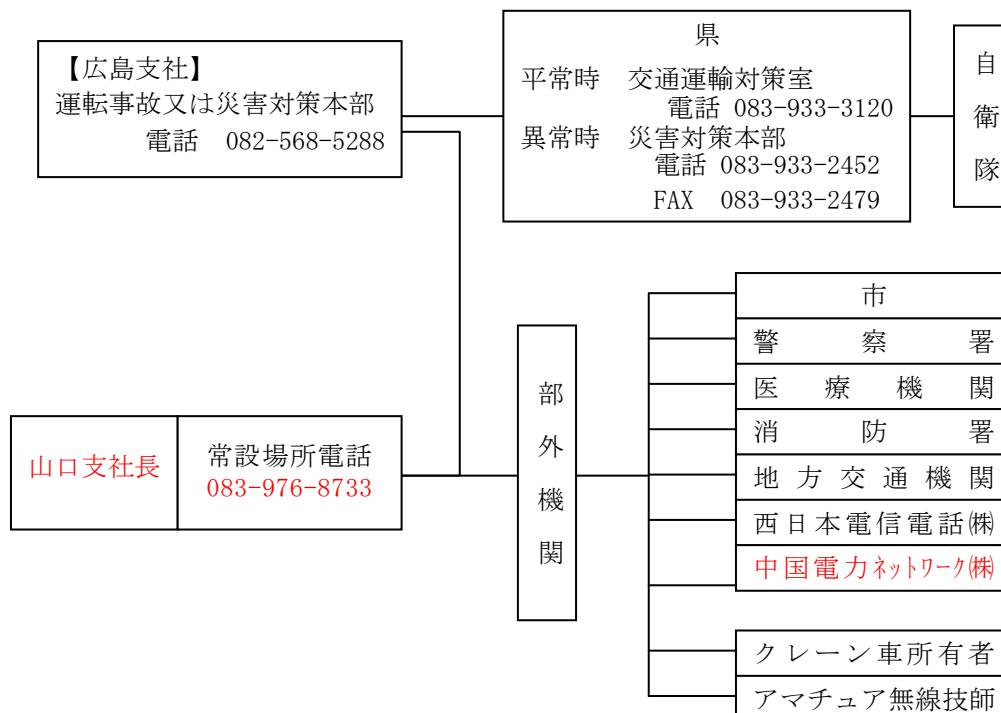 【広島支社】
運転事故又は災害対策本部
電話 082-568-5288
県
平常時 交通運輸対策室
電話 083-933-3120
異常時 災害対策本部
電話 083-933-2452
FAX 083-933-2479
自衛隊
山口支社長
常設場所電話
083-976-8733
部外機関
市
警察署
医療機関
消防署
地方交通機関
西日本電信電話㈱
中国電力ネットワーク㈱
クレーン車所有者
アマチュア無線技師